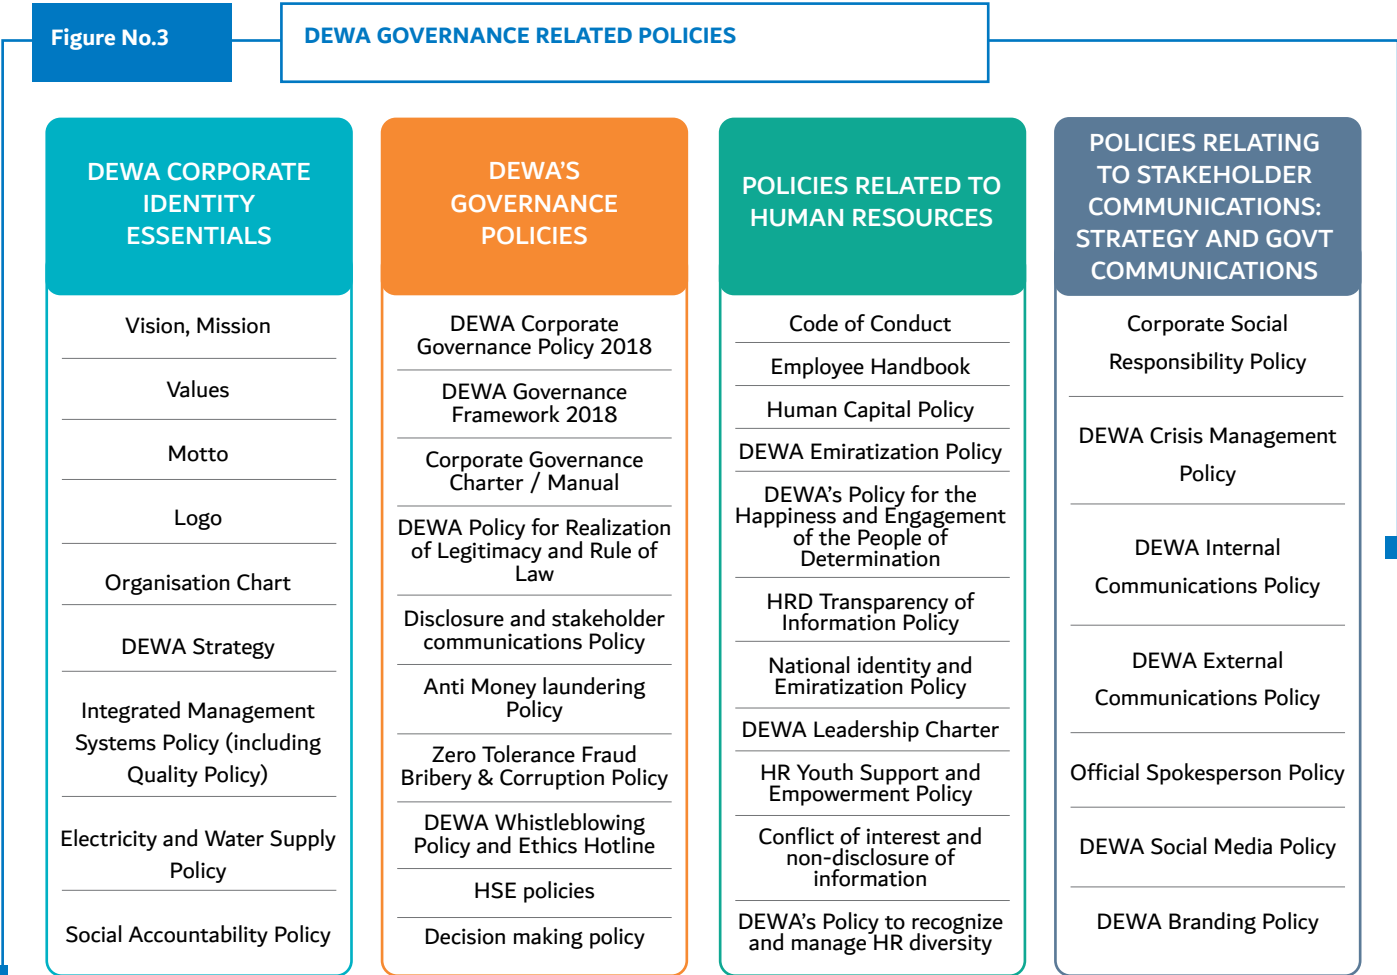 Figure No.3
DEWA GOVERNANCE RELATED POLICIES
DEWA CORPORATE
IDENTITY
ESSENTIALS
Vision, Mission
Values
Motto
Logo
Organisation Chart
DEWA Strategy
Integrated Management
Systems Policy (including
Quality Policy)
Electricity and Water Supply
Policy
Social Accountability Policy
DEWA'S
GOVERNANCE
POLICIES
DEWA Corporate
Governance Policy 2018
DEWA Governance
Framework 2018
Corporate Governance
Charter / Manual
DEWA Policy for Realization
of Legitimacy and Rule of
Law
Disclosure and stakeholder
communications Policy
Anti Money laundering
Policy
Zero Tolerance Fraud
Bribery & Corruption Policy
DEWA Whistleblowing
Policy and Ethics Hotline
HSE policies
Decision making policy
POLICIES RELATED TO
HUMAN RESOURCES
Code of Conduct
Employee Handbook
Human Capital Policy
DEWA Emiratization Policy
DEWA's Policy for the
Happiness and Engagement
of the People of
Determination
HRD Transparency of
Information Policy
National identity and
Emiratization Policy
DEWA Leadership Charter
HR Youth Support and
Empowerment Policy
Conflict of interest and
non-disclosure of
information
DEWA's Policy to recognize
and manage HR diversity
POLICIES RELATING
TO STAKEHOLDER
COMMUNICATIONS:
STRATEGY AND GOVT
COMMUNICATIONS
Corporate Social
Responsibility Policy
DEWA Crisis Management
Policy
DEWA Internal
Communications Policy
DEWA External
Communications Policy
Official Spokesperson Policy
DEWA Social Media Policy
DEWA Branding Policy